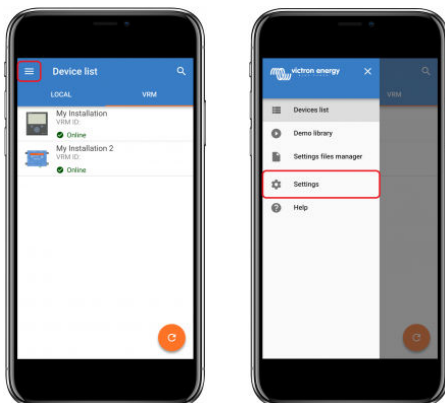 Device list
LOCAL
VRM
My Installation
VRM ID:
Online
My Installation 2
VRM ID:
Online
victron energy
VRM
Devices list
Demo library
Settings files manager
Settings
Help